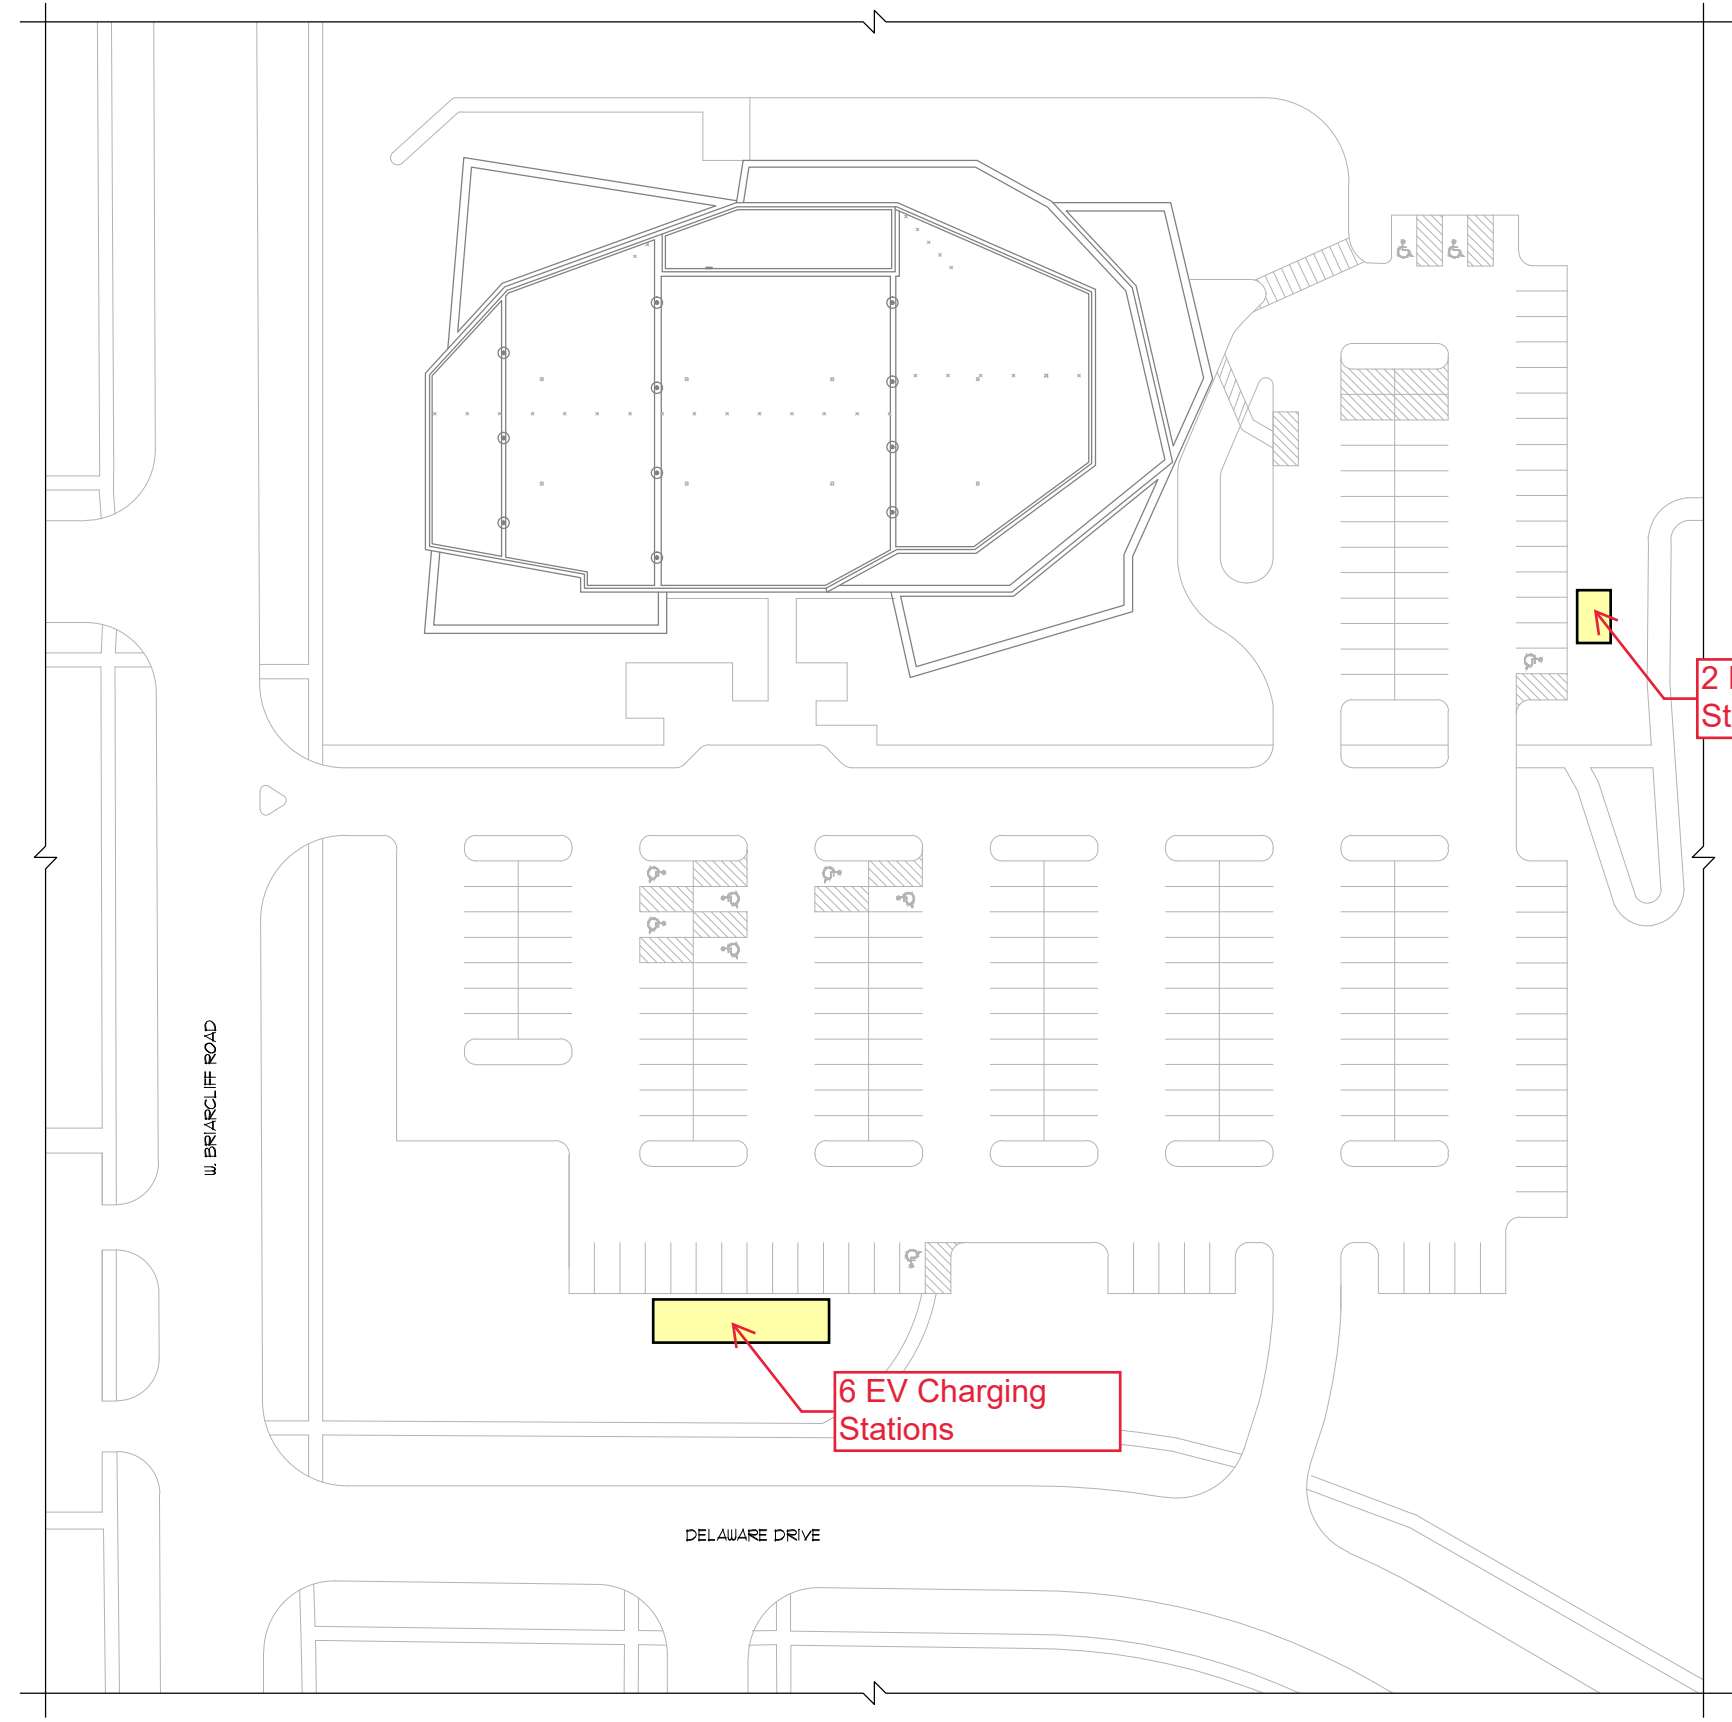 2
St
W. BRIARCLIFF ROAD
6 EV Charging
Stations
DELAWARE DRIVE